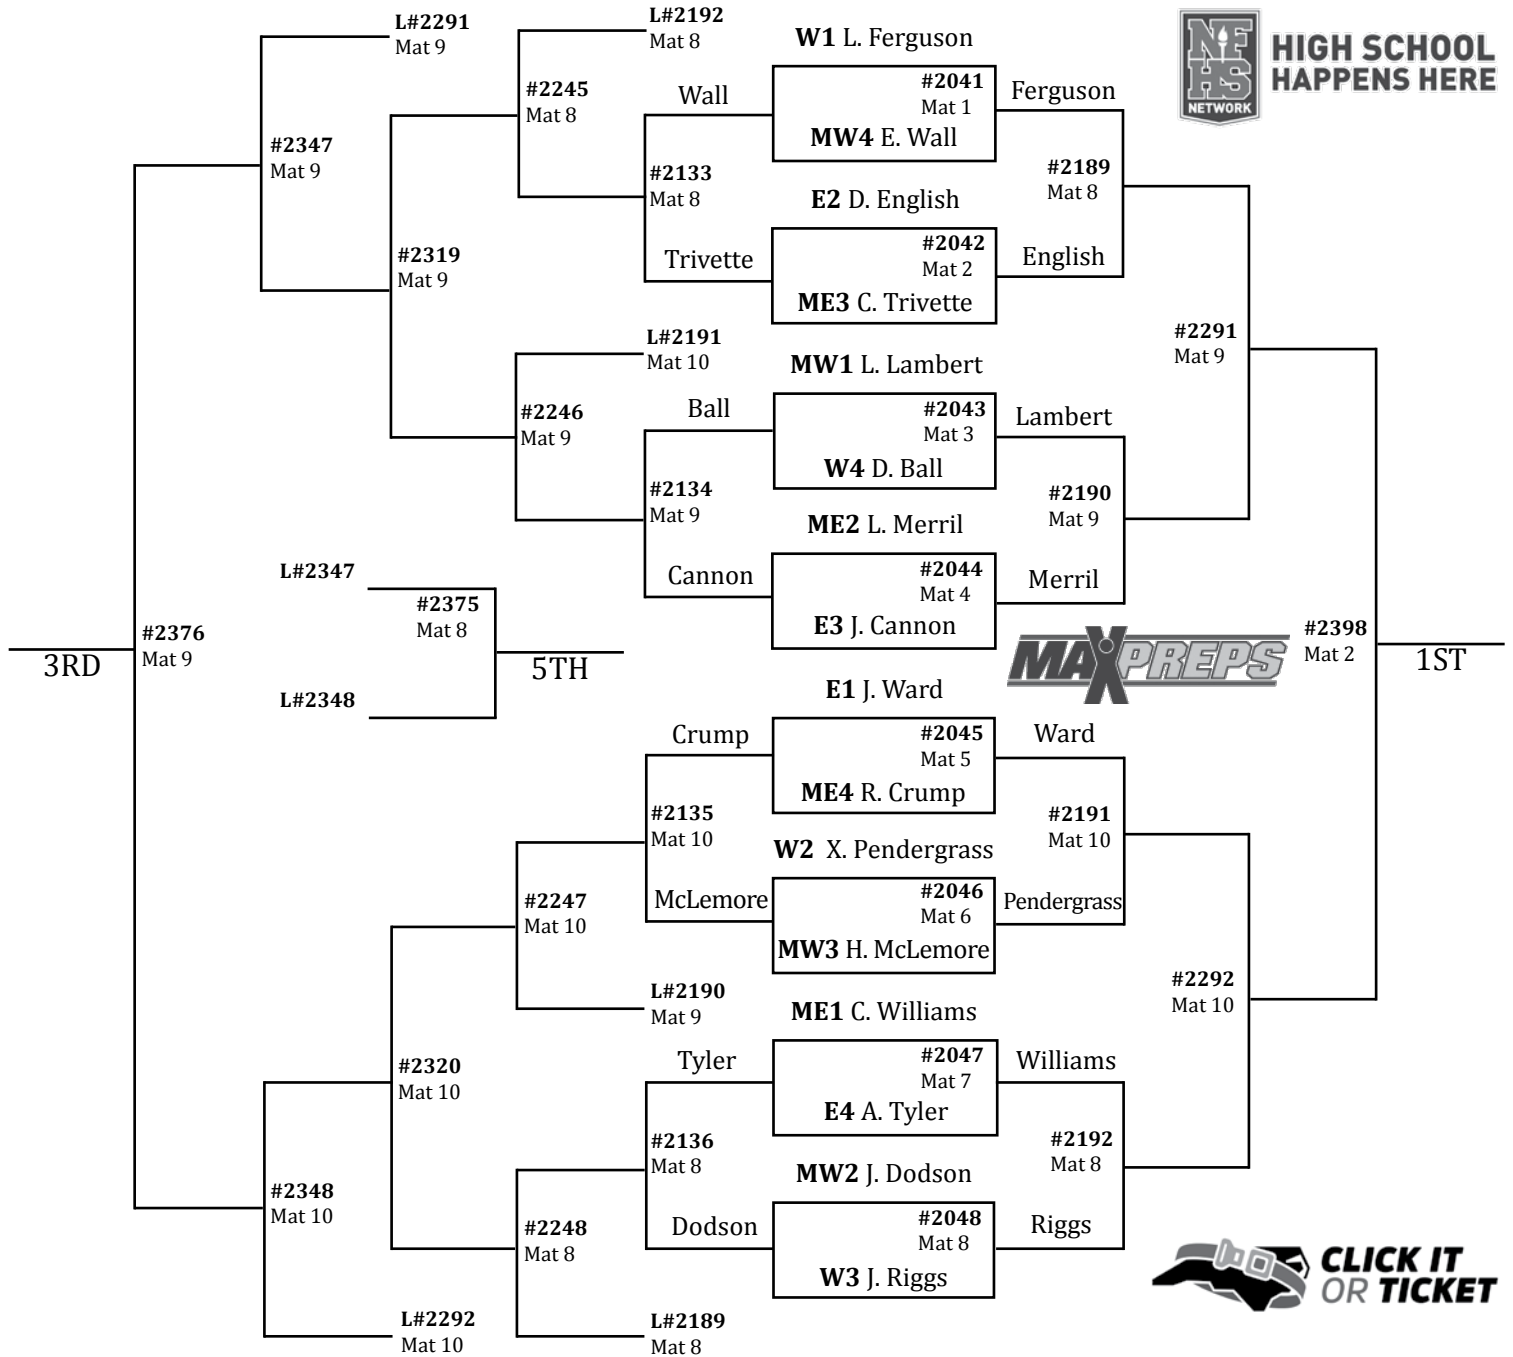 L#2291
Mat 9
L#2192
Mat 8
W1 L. Ferguson
NFHS
NETWORK
HIGH SCHOOL
HAPPENS HERE
#2245
Mat 8
Wall
#2041
Mat 1
Ferguson
MW4 E. Wall
#2347
Mat 9
#2133
Mat 8
#2189
Mat 8
E2 D. English
#2319
Mat 9
Trivette
#2042
Mat 2
English
ME3 C. Trivette
L#2191
Mat 10
#2291
Mat 9
MW1 L. Lambert
#2246
Mat 9
Ball
#2043
Mat 3
Lambert
W4 D. Ball
#2134
Mat 9
#2190
Mat 9
ME2 L. Merril
L#2347
Cannon
#2044
Mat 4
Merril
#2375
Mat 8
E3 J. Cannon
#2376
Mat 9
3RD
5TH
MAXPREPS
#2398
Mat 2
1ST
L#2348
E1 J. Ward
Crump
#2045
Mat 5
Ward
ME4 R. Crump
#2135
Mat 10
#2191
Mat 10
W2 X. Pendergrass
#2247
Mat 10
McLemore
#2046
Mat 6
Pendergrass
MW3 H. McLemore
L#2190
Mat 9
#2292
Mat 10
ME1 C. Williams
#2320
Mat 10
Tyler
#2047
Mat 7
Williams
E4 A. Tyler
#2136
Mat 8
#2192
Mat 8
MW2 J. Dodson
#2348
Mat 10
#2248
Mat 8
Dodson
#2048
Mat 8
Riggs
W3 J. Riggs
CLICK IT
OR TICKET
L#2292
Mat 10
L#2189
Mat 8